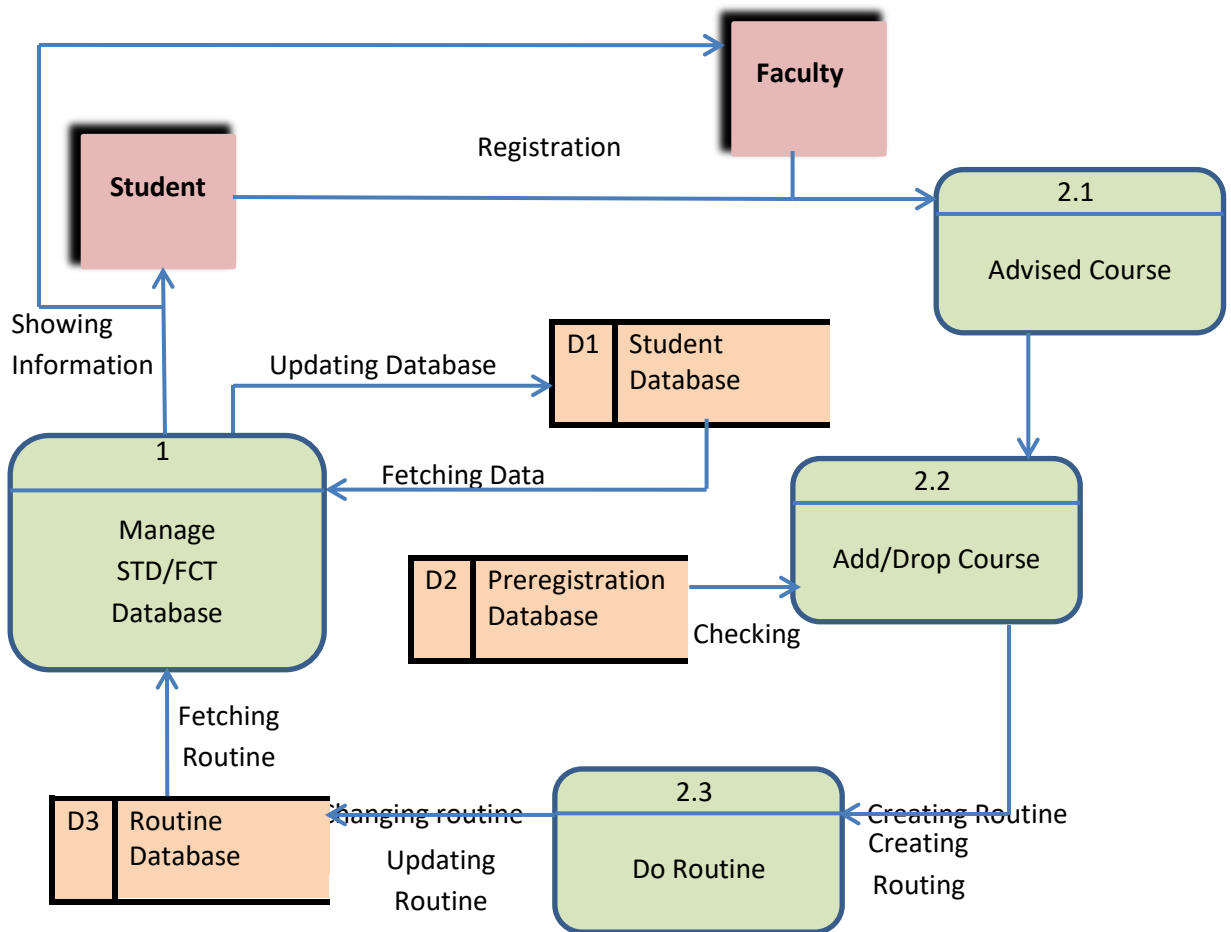 Faculty
Registration
Student
2.1
Advised Course
Showing
Information
D1
Student
Database
Updating Database
1
Fetching Data
2.2
Manage
STD/FCT
Database
Add/Drop Course
D2
Preregistration
Database
Checking
Fetching
Routine
2.3
D3
Routine
Database
Changing routine
Creating Routine
Updating
Routine
Do Routine
Creating
Routing